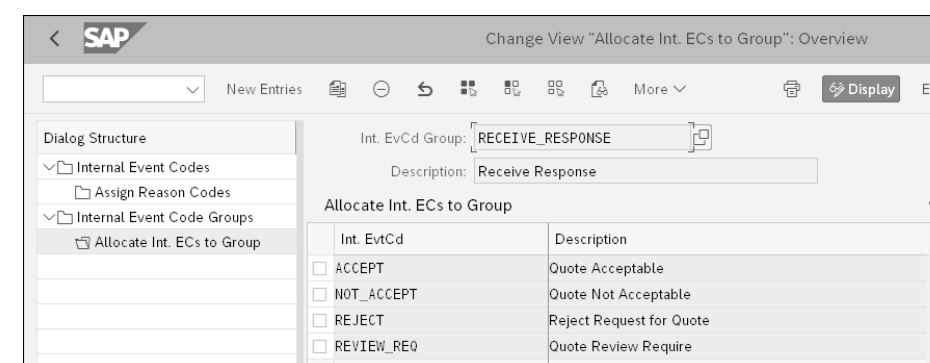 SAP
Change View "Allocate Int. ECs to Group": Overview
New Entries More Display E
Dialog Structure
Internal Event Codes
Assign Reason Codes
Internal Event Code Groups
Allocate Int. ECs to Group
Int. EvCd Group: RECEIVE_RESPONSE
Description: Receive Response
Allocate Int. ECs to Group
Int. EvtCd Description
ACCEPT Quote Acceptable
NOT_ACCEPT Quote Not Acceptable
REJECT Reject Request for Quote
REVIEW_REQ Quote Review Require